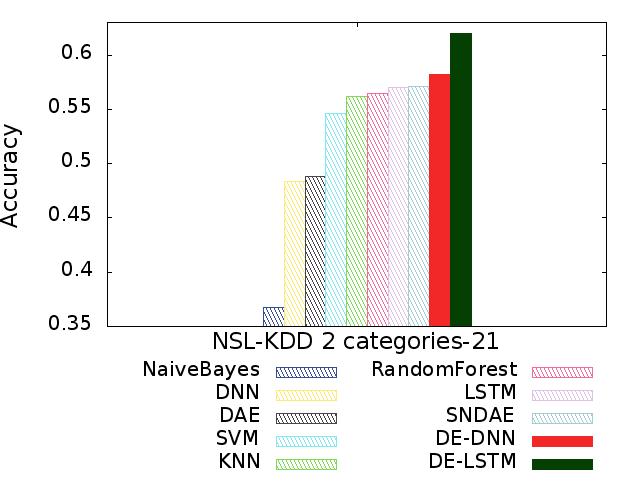 Accuracy
0.6
0.55
0.5
0.45
0.4
0.35
NSL-KDD 2 categories-21
NaiveBayes
DNN
DAE
SVM
KNN
RandomForest
LSTM
SNDAE
DE-DNN
DE-LSTM